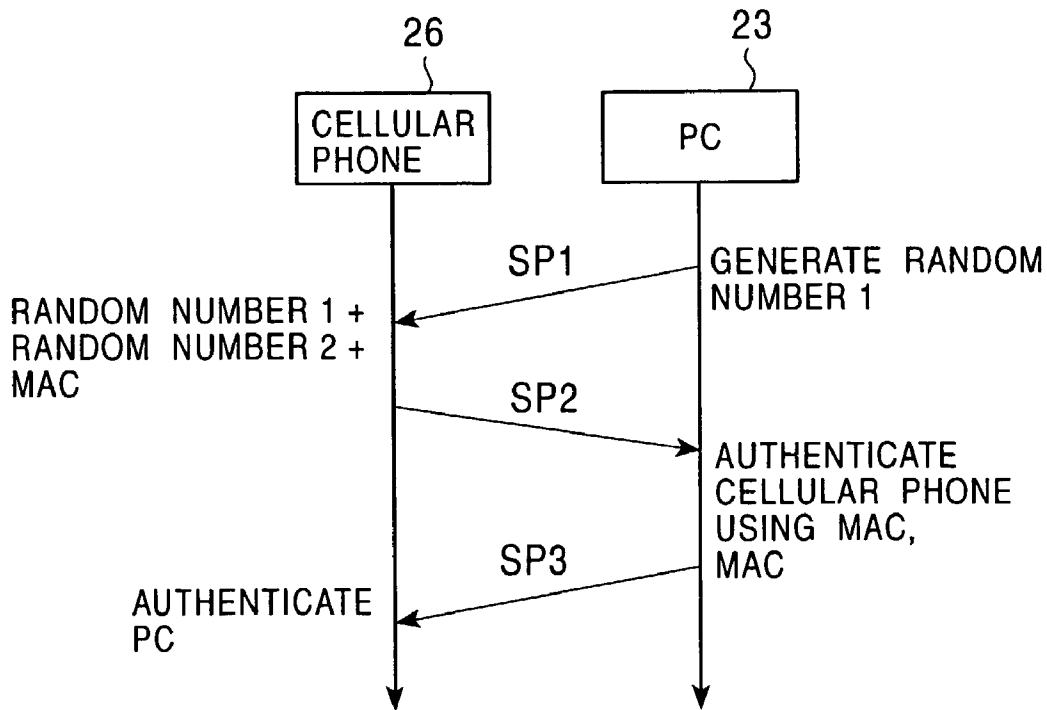 26
23
CELLULAR
PHONE
PC
SP1
GENERATE RANDOM
NUMBER 1
RANDOM NUMBER 1 +
RANDOM NUMBER 2 +
MAC
SP2
AUTHENTICATE
CELLULAR PHONE
USING MAC,
MAC
SP3
AUTHENTICATE
PC